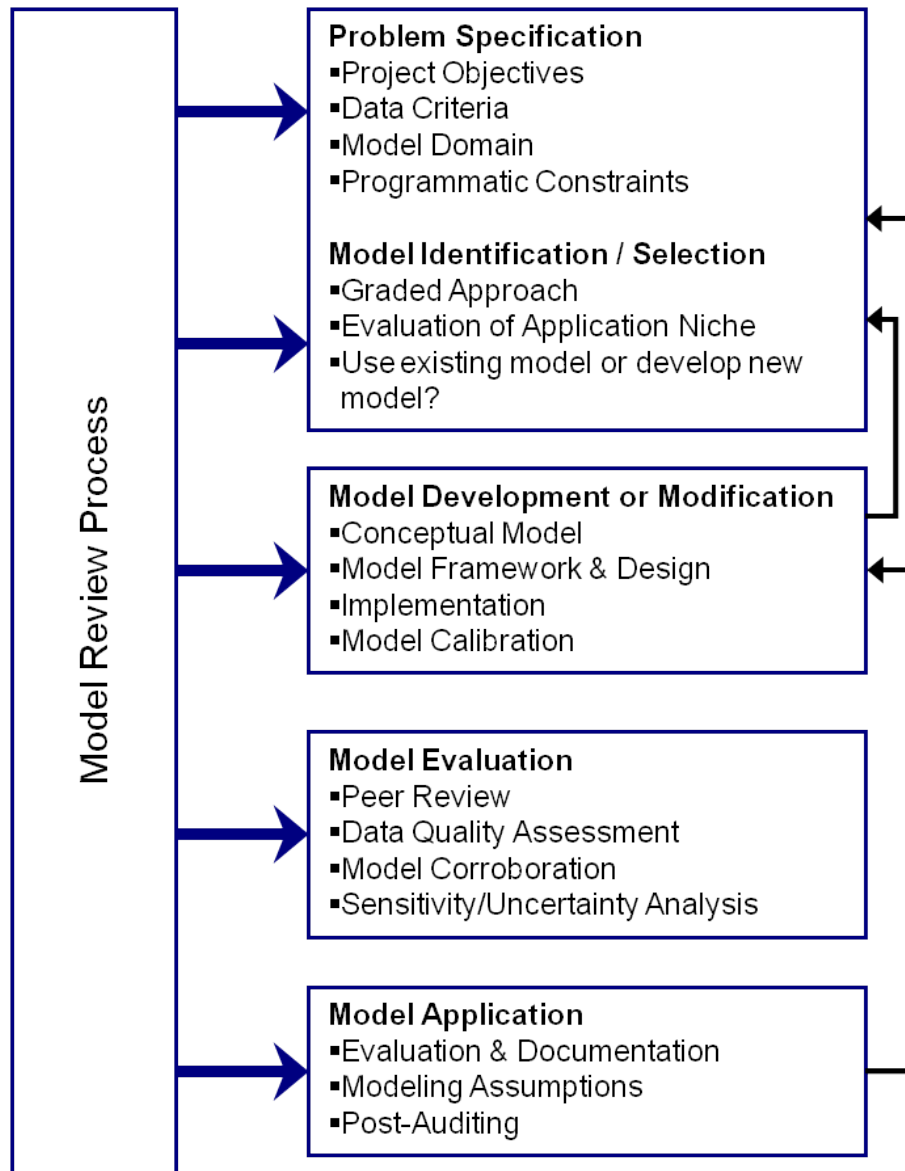 Model Review Process
Problem Specification
▪Project Objectives
▪Data Criteria
▪Model Domain
▪Programmatic Constraints
Model Identification / Selection
▪Graded Approach
▪Evaluation of Application Niche
▪Use existing model or develop new
model?
Model Development or Modification
▪Conceptual Model
▪Model Framework & Design
▪Implementation
▪Model Calibration
Model Evaluation
▪Peer Review
▪Data Quality Assessment
▪Model Corroboration
▪Sensitivity/Uncertainty Analysis
Model Application
▪Evaluation & Documentation
▪Modeling Assumptions
▪Post-Auditing